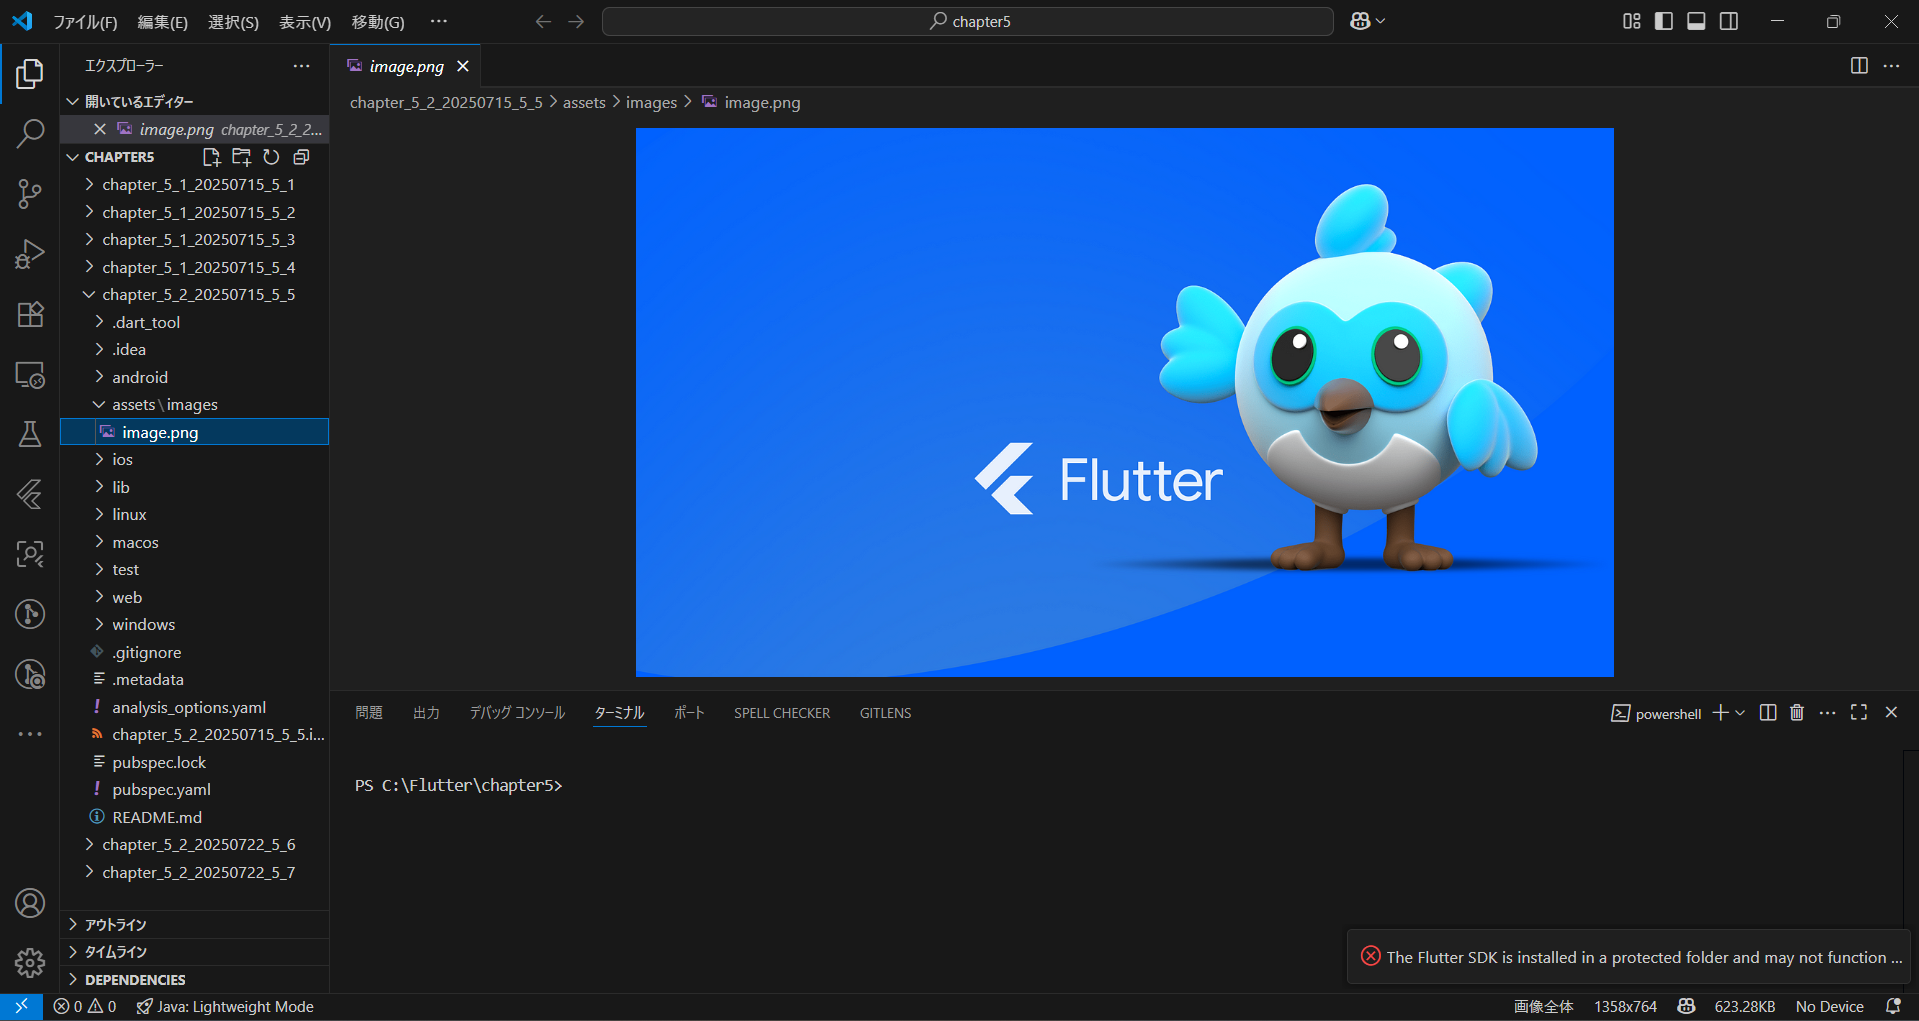 ファイル(F) 編集(E) 選択(S) 表示(V) 移動(G) ··· chapter5
エクスプローラー ···
開いているエディター
image.png chapter_5_2_2...
CHAPTER5
chapter_5_1_20250715_5_1
chapter_5_1_20250715_5_2
chapter_5_1_20250715_5_3
chapter_5_1_20250715_5_4
chapter_5_2_20250715_5_5
.dart_tool
.idea
android
assets\images
image.png
ios
lib
linux
macos
test
web
windows
.gitignore
.metadata
analysis_options.yaml
chapter_5_2_20250715_5_5.i...
pubspec.lock
pubspec.yaml
README.md
chapter_5_2_20250722_5_6
chapter_5_2_20250722_5_7
アウトライン
タイムライン
DEPENDENCIES
image.png
chapter_5_2_20250715_5_5 > assets > images > image.png
Flutter
問題 出力 デバッグ コンソール ターミナル ポート SPELL CHECKER GITLENS powershell
PS C:\Flutter\chapter5>
The Flutter SDK is installed in a protected folder and may not function ...
0 0 Java: Lightweight Mode 画像全体 1358x764 623.28KB No Device